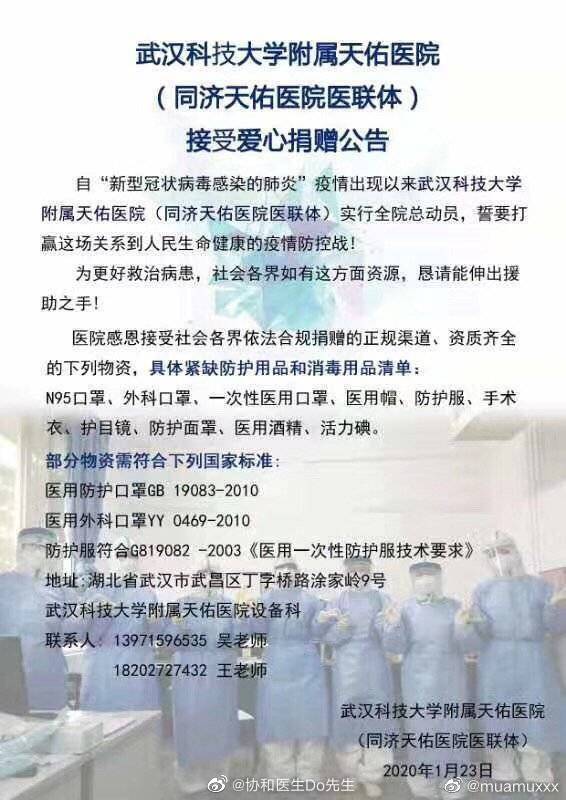 武汉科技大学附属天佑医院
（同济天佑医院医联体）
接受爱心捐赠公告
自“新型冠状病毒感染的肺炎”疫情出现以来武汉科技大学
附属天佑医院（同济天佑医院医联体）实行全院总动员，誓要打
赢这场关系到人民生命健康的疫情防控战！
为更好救治病患，社会各界如有这方面资源，恳请能伸出援
助之手！
医院感恩接受社会各界依法合规捐赠的正规渠道、资质齐全
的下列物资，具体紧缺防护用品和消毒用品清单：
N95口罩、外科口罩、一次性医用口罩、医用帽、防护服、手术
衣、护目镜、防护面罩、医用酒精、活力碘。
部分物资需符合下列国家标准：
医用防护口罩GB 19083-2010
医用外科口罩YY 0469-2010
防护服符合G819082 -2003《医用一次性防护服技术要求》
地址:湖北省武汉市武昌区丁字桥路涂家岭9号
武汉科技大学附属天佑医院设备科
联系人：13971596535 吴老师
18202727432 王老师
武汉科技大学附属天佑医院
（同济天佑医院医联体）
2020年1月23日
@协和医生Do先生
@muamuxxx